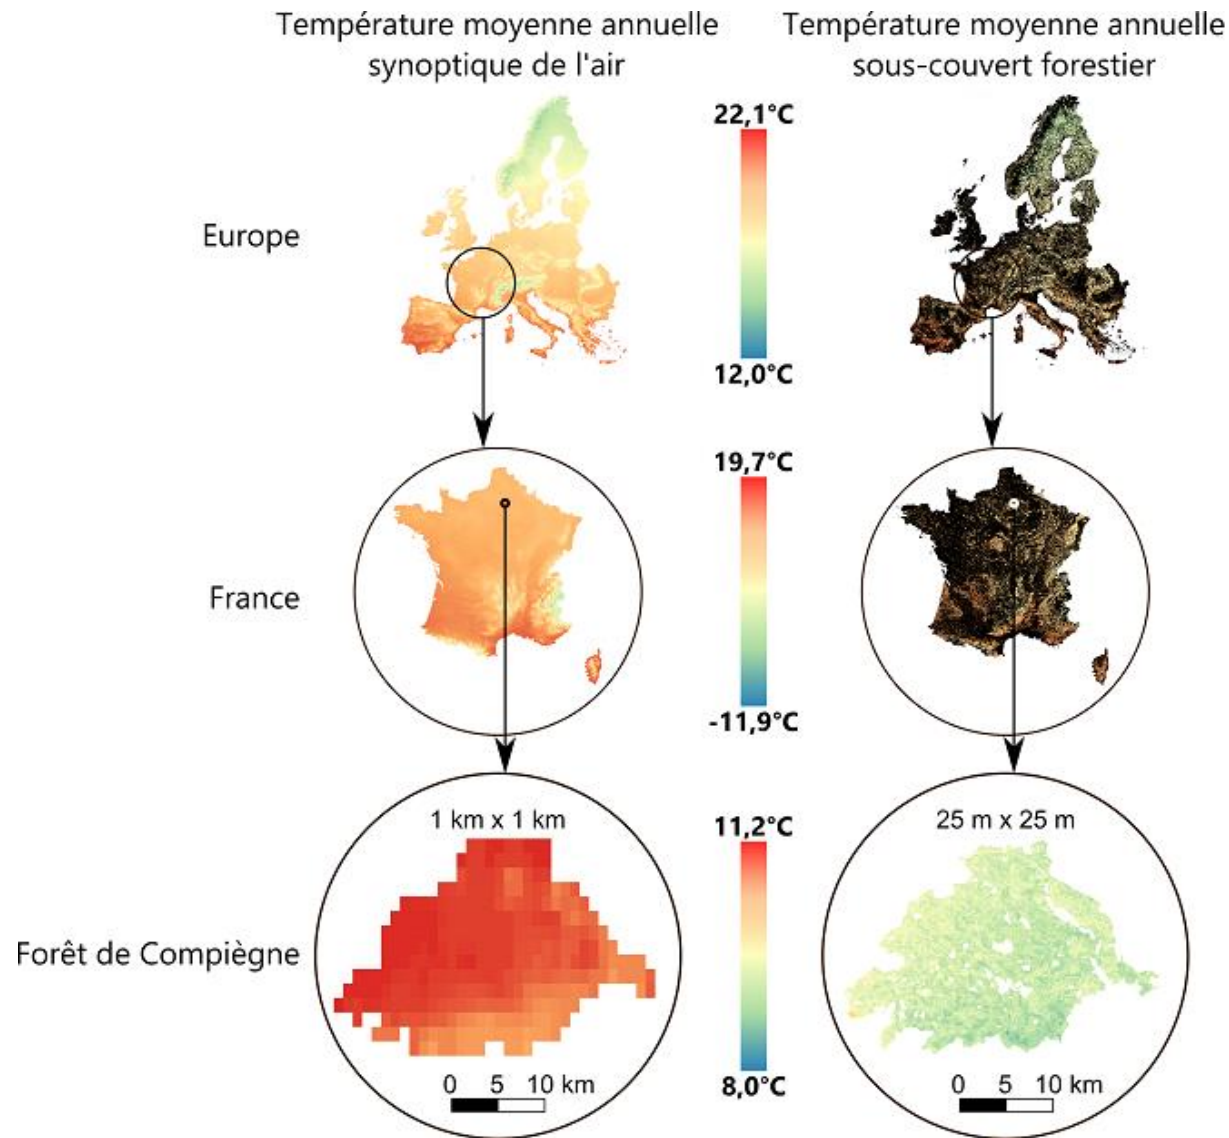 Température moyenne annuelle
synoptique de l'air
Température moyenne annuelle
sous-couvert forestier
Europe
22,1°C
12,0°C
France
19,7°C
-11,9°C
Forêt de Compiègne
1 km x 1 km
11,2°C
25 m x 25 m
8,0°C
0 5 10 km
0 5 10 km